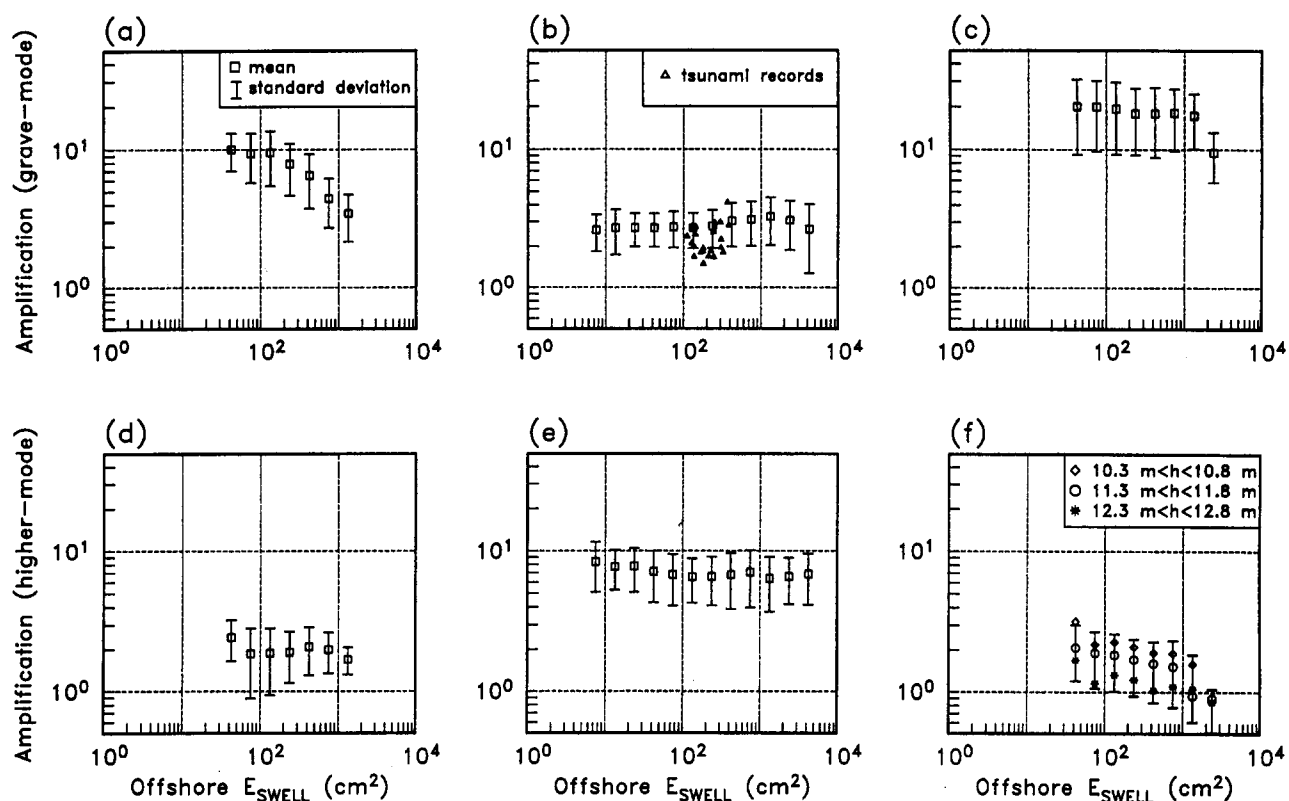 (a) (b) (c)
mean
standard deviation
tsunami records
Amplification (grave-mode)
10¹ 10¹ 10¹
10⁰ 10⁰ 10⁰
10⁰ 10² 10⁴ 10⁰ 10² 10⁴ 10⁰ 10² 10⁴
(d) (e) (f)
10.3 m<h<10.8 m
11.3 m<h<11.8 m
12.3 m<h<12.8 m
Amplification (higher-mode)
10¹ 10¹ 10¹
10⁰ 10⁰ 10⁰
10⁰ 10² 10⁴ 10⁰ 10² 10⁴ 10⁰ 10² 10⁴
Offshore E_SWELL (cm²) Offshore E_SWELL (cm²) Offshore E_SWELL (cm²)